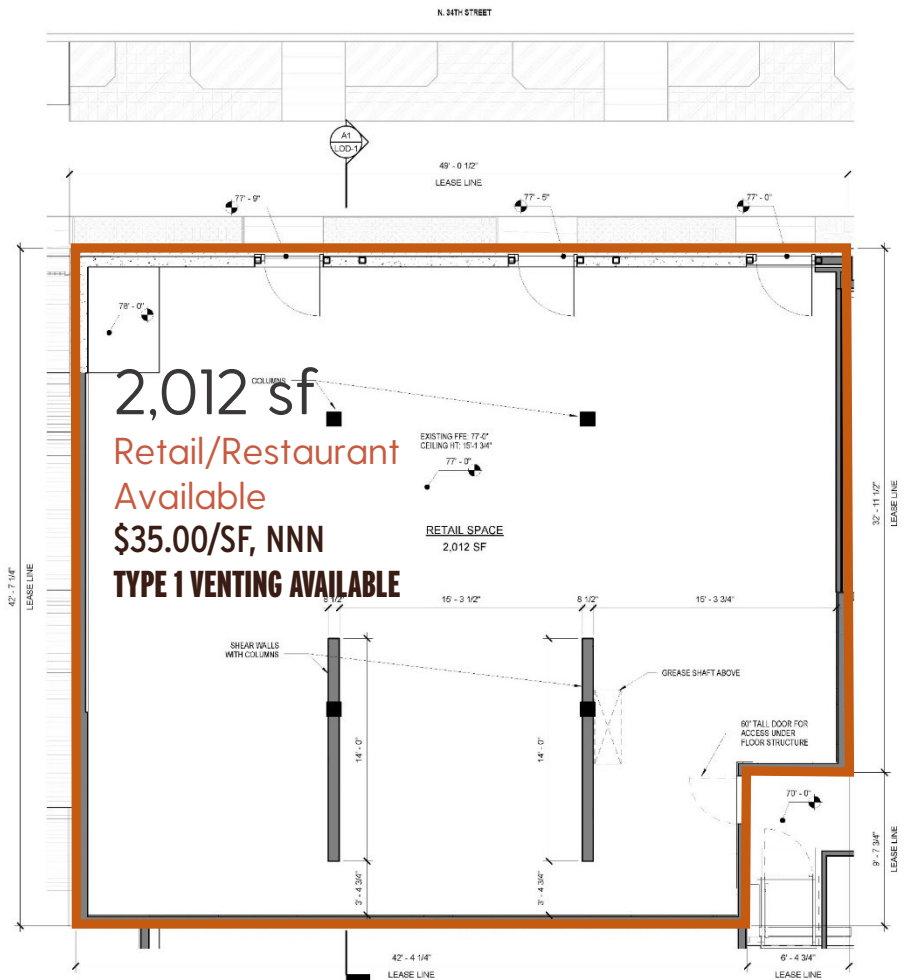 N. 34TH STREET
A1
LOD-1
49' - 0 1/2"
LEASE LINE
77' - 9"
77' - 5"
77' - 0"
78' - 0"
2,012 sf
COLUMNS
Retail/Restaurant
Available
$35.00/SF, NNN
TYPE 1 VENTING AVAILABLE
EXISTING FFE: 77'-0"
CEILING HT: 15'-1 3/4"
77' - 0"
RETAIL SPACE
2,012 SF
32' - 11 1/2"
LEASE LINE
42' - 7 1/4"
LEASE LINE
8 1/2"
15' - 3 1/2"
8 1/2"
15' - 3 3/4"
SHEAR WALLS
WITH COLUMNS
GREASE SHAFT ABOVE
60" TALL DOOR FOR
ACCESS UNDER
FLOOR STRUCTURE
14' - 0"
14' - 0"
70' - 0"
9' - 7 3/4"
LEASE LINE
3' - 4 3/4"
3' - 4 3/4"
42' - 4 1/4"
LEASE LINE
6' - 4 3/4"
LEASE LINE